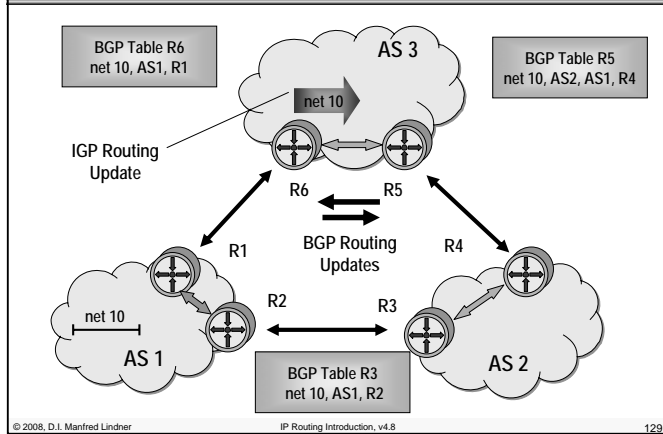 BGP Table R6
net 10, AS1, R1
AS 3
BGP Table R5
net 10, AS2, AS1, R4
net 10
IGP Routing
Update
R6
R5
R1
BGP Routing
Updates
R4
net 10
R2
R3
AS 1
BGP Table R3
net 10, AS1, R2
AS 2
© 2008, D.I. Manfred Lindner
IP Routing Introduction, v4.8
129